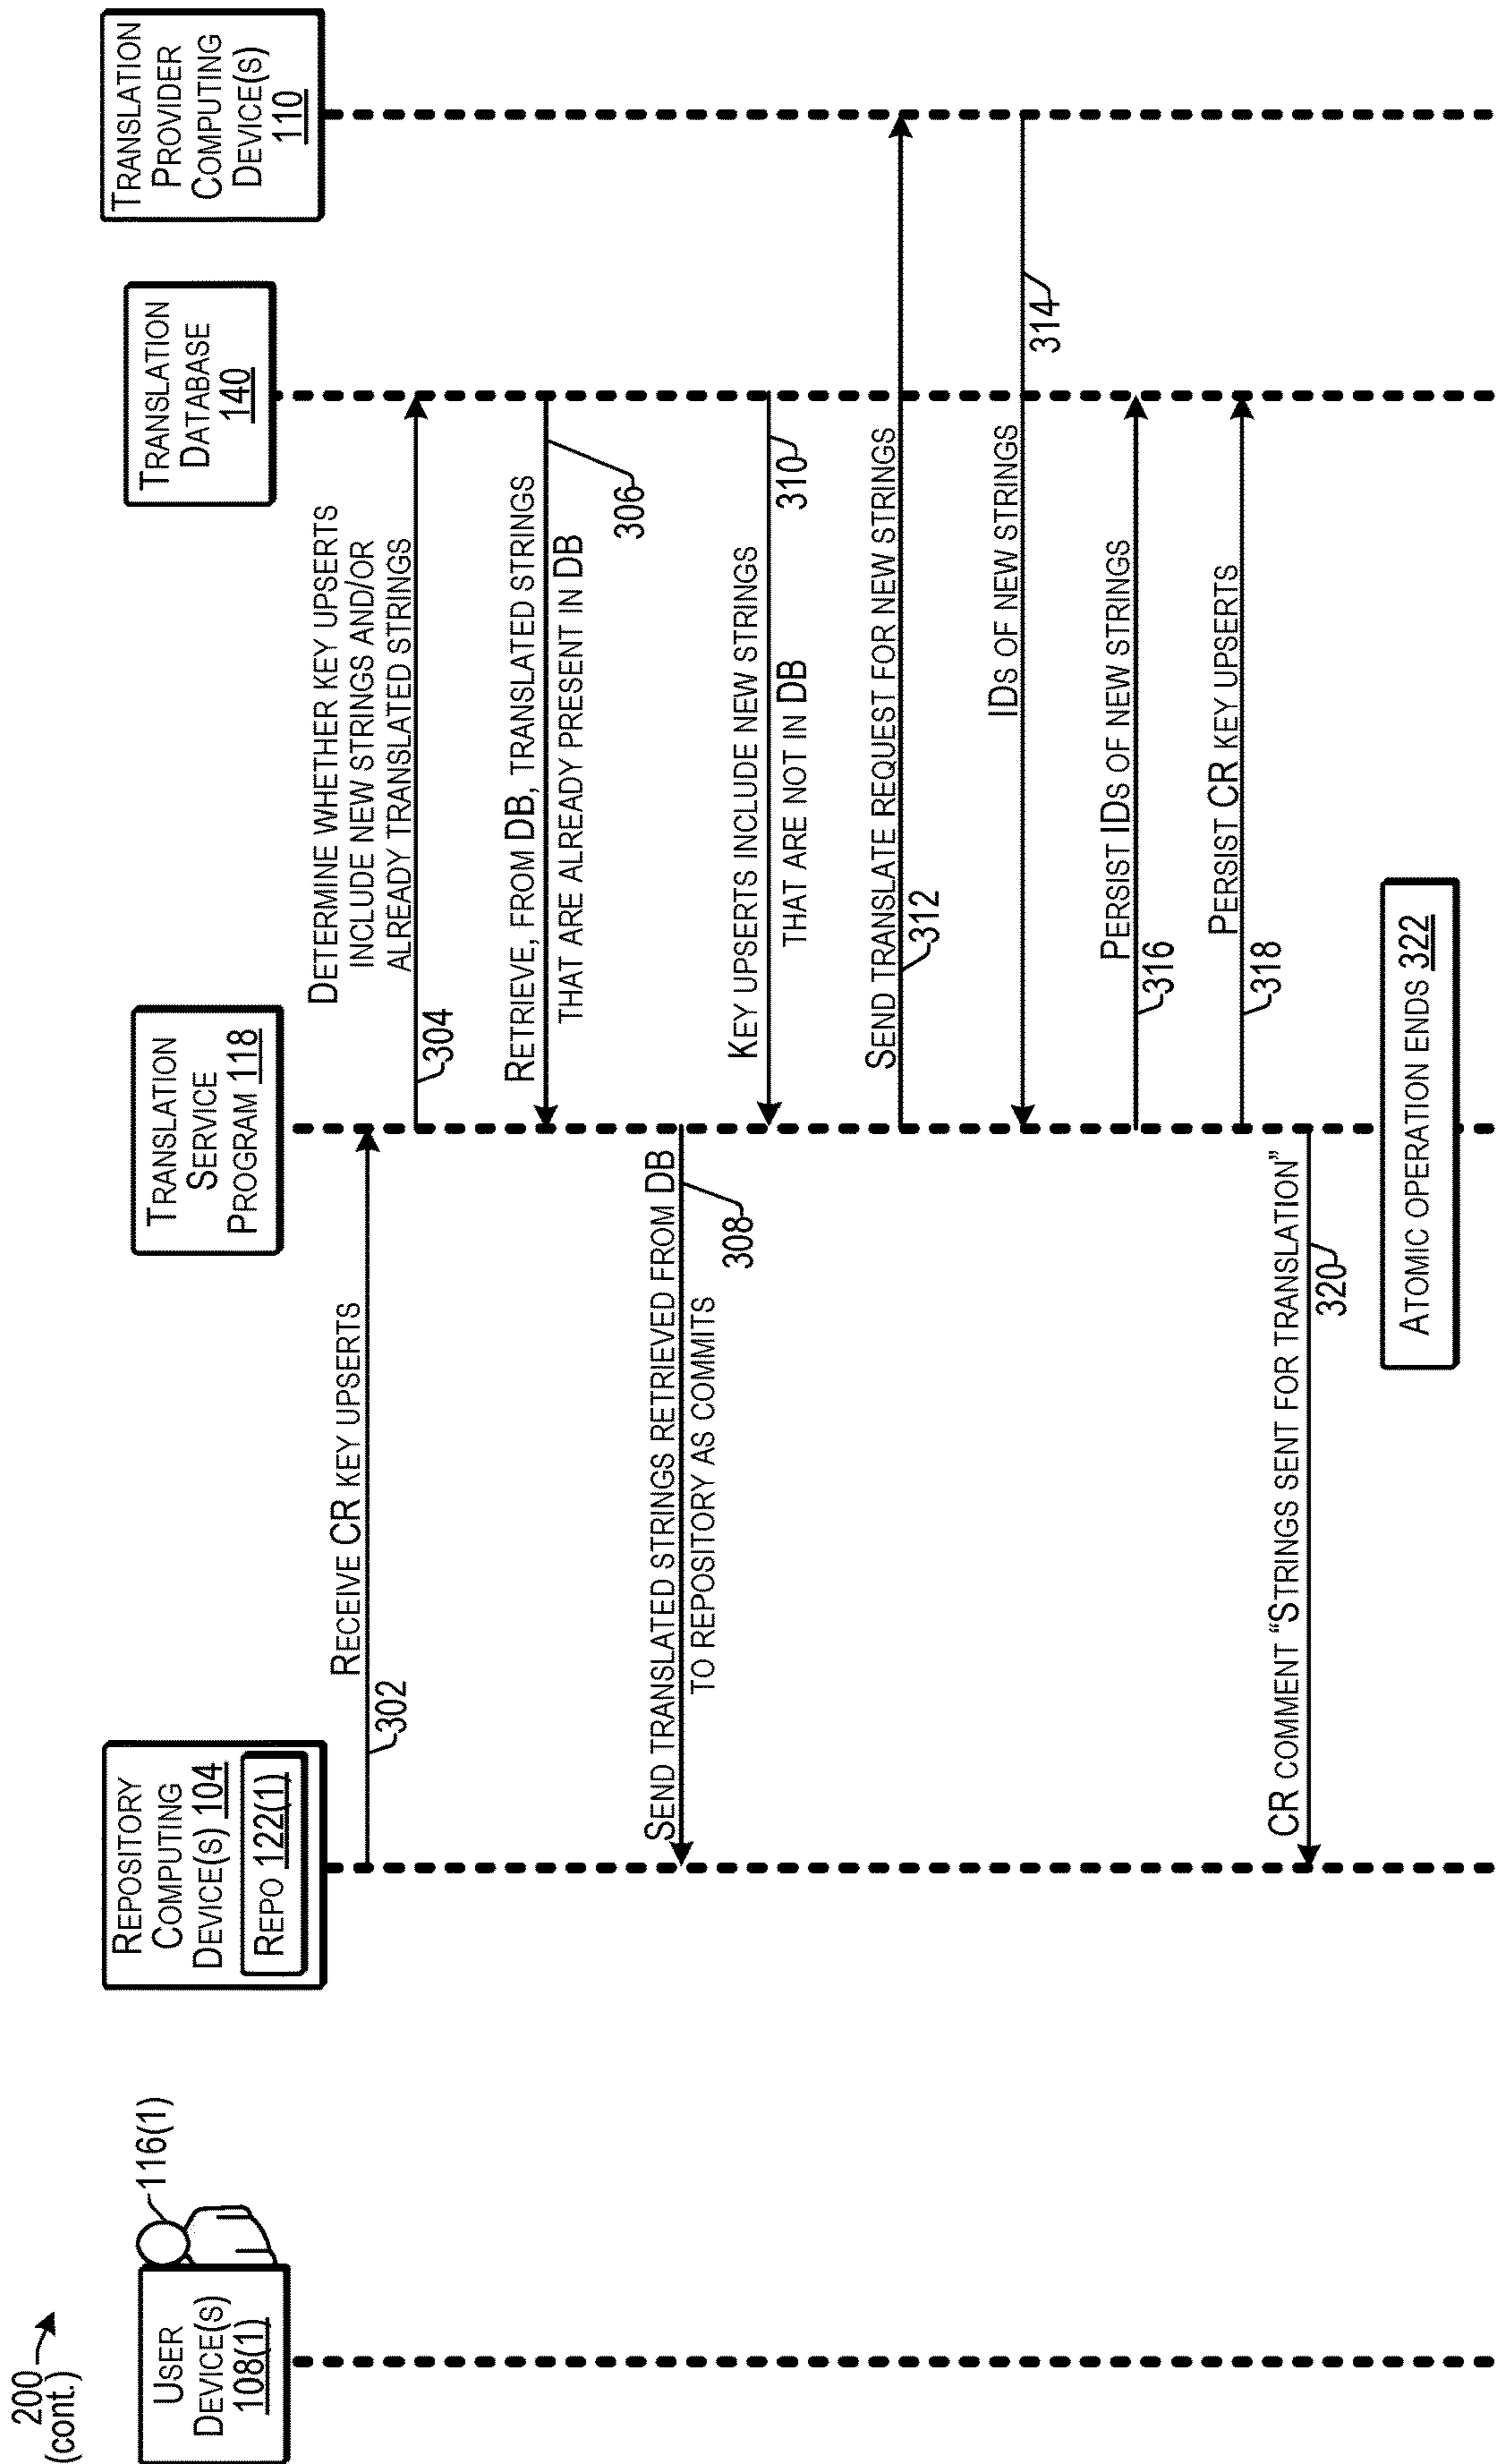 200
(cont.)
USER
DEVICE(S)
108(1)
116(1)
REPOSITORY
COMPUTING
DEVICE(S) 104
REPO 122(1)
TRANSLATION
SERVICE
PROGRAM 118
TRANSLATION
DATABASE
140
TRANSLATION
PROVIDER
COMPUTING
DEVICE(S)
110
RECEIVE CR KEY UPSERTS
302
DETERMINE WHETHER KEY UPSERTS
INCLUDE NEW STRINGS AND/OR
ALREADY TRANSLATED STRINGS
304
RETRIEVE, FROM DB, TRANSLATED STRINGS
THAT ARE ALREADY PRESENT IN DB
306
SEND TRANSLATED STRINGS RETRIEVED FROM DB
TO REPOSITORY AS COMMITS
308
KEY UPSERTS INCLUDE NEW STRINGS
THAT ARE NOT IN DB
310
SEND TRANSLATE REQUEST FOR NEW STRINGS
312
IDS OF NEW STRINGS
314
PERSIST IDS OF NEW STRINGS
316
PERSIST CR KEY UPSERTS
318
CR COMMENT “STRINGS SENT FOR TRANSLATION”
320
ATOMIC OPERATION ENDS 322